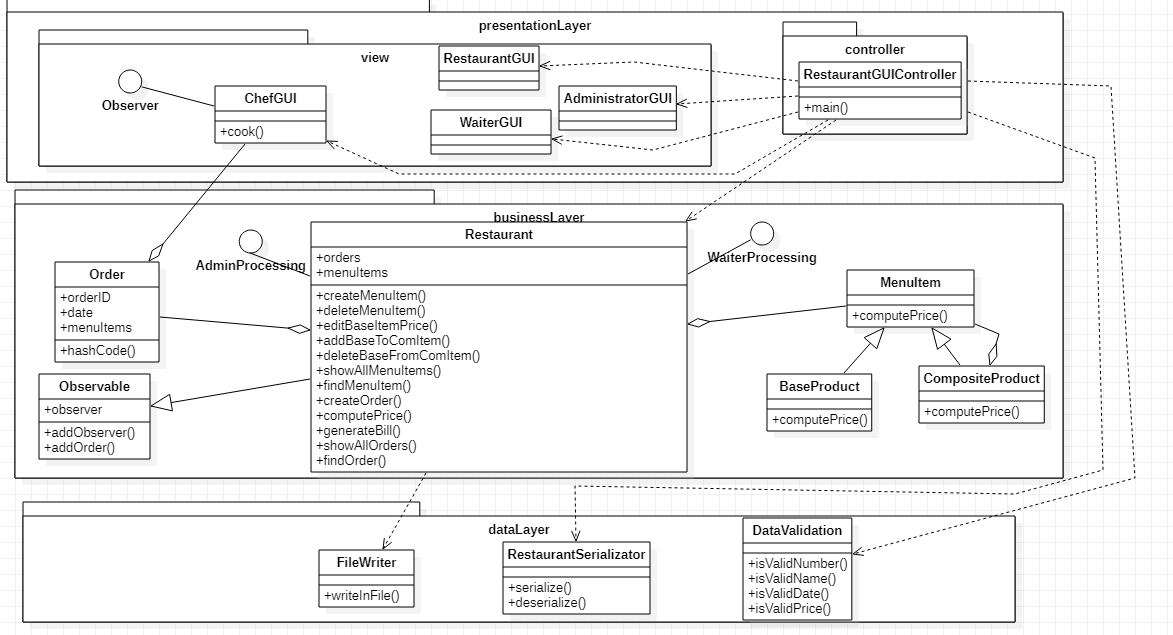 presentationLayer
view
Observer
ChefGUI
+cook()
RestaurantGUI
AdministratorGUI
WaiterGUI
controller
RestaurantGUIController
+main()
businessLayer
AdminProcessing
Restaurant
+orders
+menuItems
+createMenuItem()
+deleteMenuItem()
+editBaseItemPrice()
+addBaseToComItem()
+deleteBaseFromComItem()
+showAllMenuItems()
+findMenuItem()
+createOrder()
+computePrice()
+generateBill()
+showAllOrders()
+findOrder()
WaiterProcessing
Order
+orderID
+date
+menuItems
+hashCode()
Observable
+observer
+addObserver()
+addOrder()
MenuItem
+computePrice()
BaseProduct
+computePrice()
CompositeProduct
+computePrice()
dataLayer
FileWriter
+writeInFile()
RestaurantSerializator
+serialize()
+deserialize()
DataValidation
+isValidNumber()
+isValidName()
+isValidDate()
+isValidPrice()